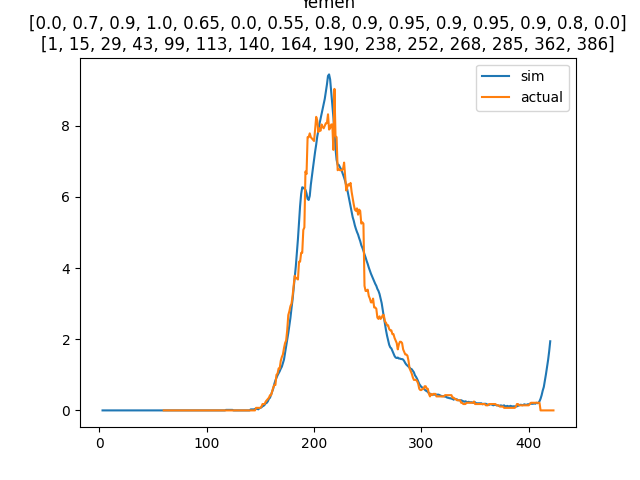 Yemen
[0.0, 0.7, 0.9, 1.0, 0.65, 0.0, 0.55, 0.8, 0.9, 0.95, 0.9, 0.95, 0.9, 0.8, 0.0]
[1, 15, 29, 43, 99, 113, 140, 164, 190, 238, 252, 268, 285, 362, 386]
sim
actual
8
6
4
2
0
0 100 200 300 400